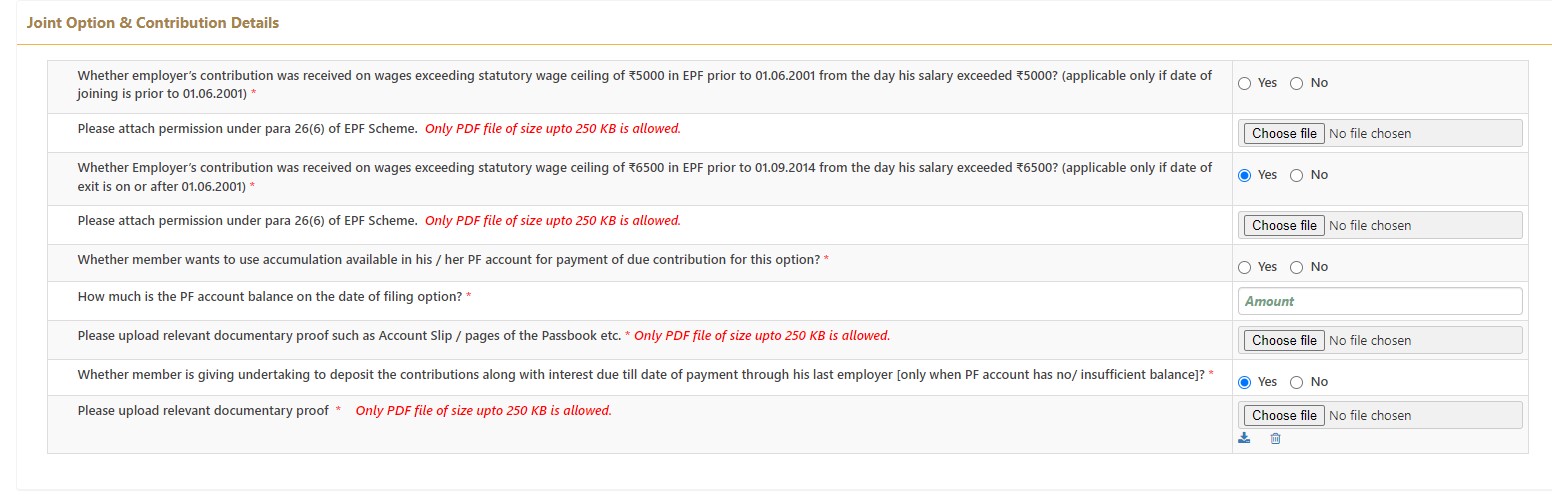 Joint Option & Contribution Details
Whether employer's contribution was received on wages exceeding statutory wage ceiling of ₹5000 in EPF prior to 01.06.2001 from the day his salary exceeded ₹5000? (applicable only if date of
joining is prior to 01.06.2001) *
Yes No
Please attach permission under para 26(6) of EPF Scheme. Only PDF file of size upto 250 KB is allowed.
Choose file No file chosen
Whether Employer's contribution was received on wages exceeding statutory wage ceiling of ₹6500 in EPF prior to 01.09.2014 from the day his salary exceeded ₹6500? (applicable only if date of
exit is on or after 01.06.2001) *
Yes No
Please attach permission under para 26(6) of EPF Scheme. Only PDF file of size upto 250 KB is allowed.
Choose file No file chosen
Whether member wants to use accumulation available in his / her PF account for payment of due contribution for this option? *
Yes No
How much is the PF account balance on the date of filing option? *
Amount
Please upload relevant documentary proof such as Account Slip / pages of the Passbook etc. * Only PDF file of size upto 250 KB is allowed.
Choose file No file chosen
Whether member is giving undertaking to deposit the contributions along with interest due till date of payment through his last employer [only when PF account has no/ insufficient balance]? *
Yes No
Please upload relevant documentary proof * Only PDF file of size upto 250 KB is allowed.
Choose file No file chosen